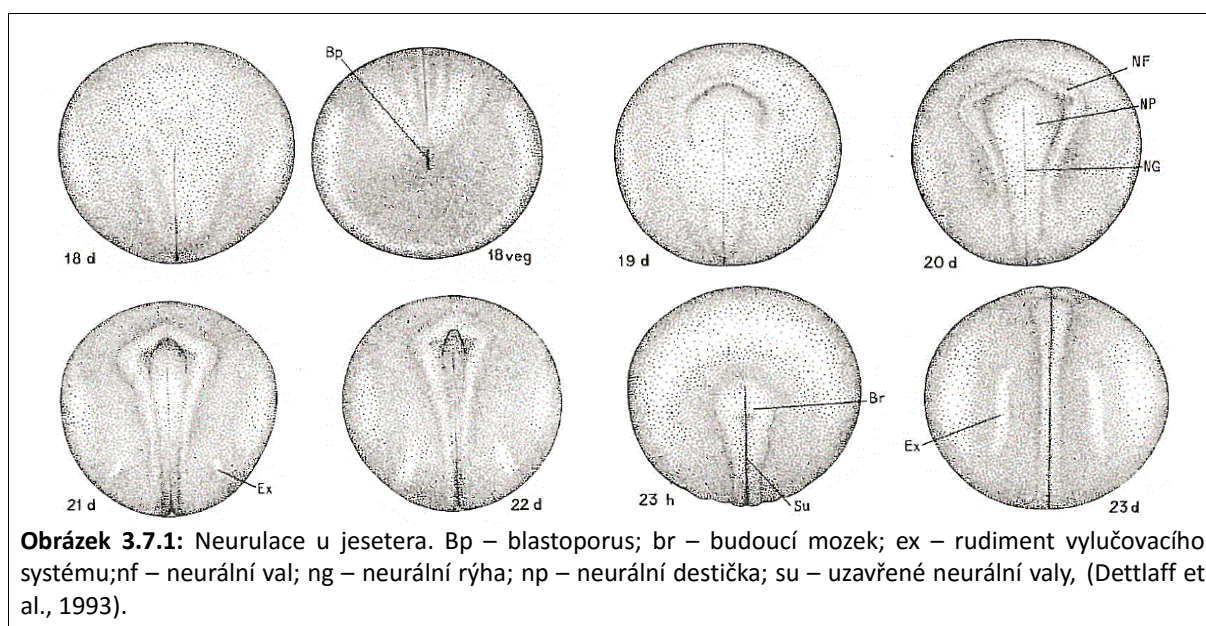 Bp
NF
NP
NG
18 d
18 veg
19 d
20 d
Ex
Br
Ex
Su
21 d
22 d
23 h
23 d
Obrázek 3.7.1: Neurulace u jesetera. Bp – blastoporus; br – budoucí mozek; ex – rudiment vylučovacího
systému;nf – neurální val; ng – neurální rýha; np – neurální destička; su – uzavřené neurální valy, (Dettlaff et
al., 1993).